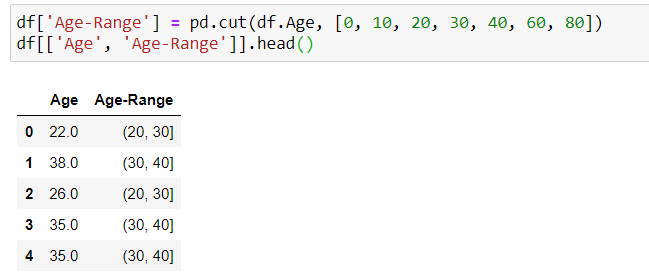 df['Age-Range'] = pd.cut(df.Age, [0, 10, 20, 30, 40, 60, 80])
df[['Age', 'Age-Range']].head()
Age Age-Range
0 22.0 (20, 30]
1 38.0 (30, 40]
2 26.0 (20, 30]
3 35.0 (30, 40]
4 35.0 (30, 40]